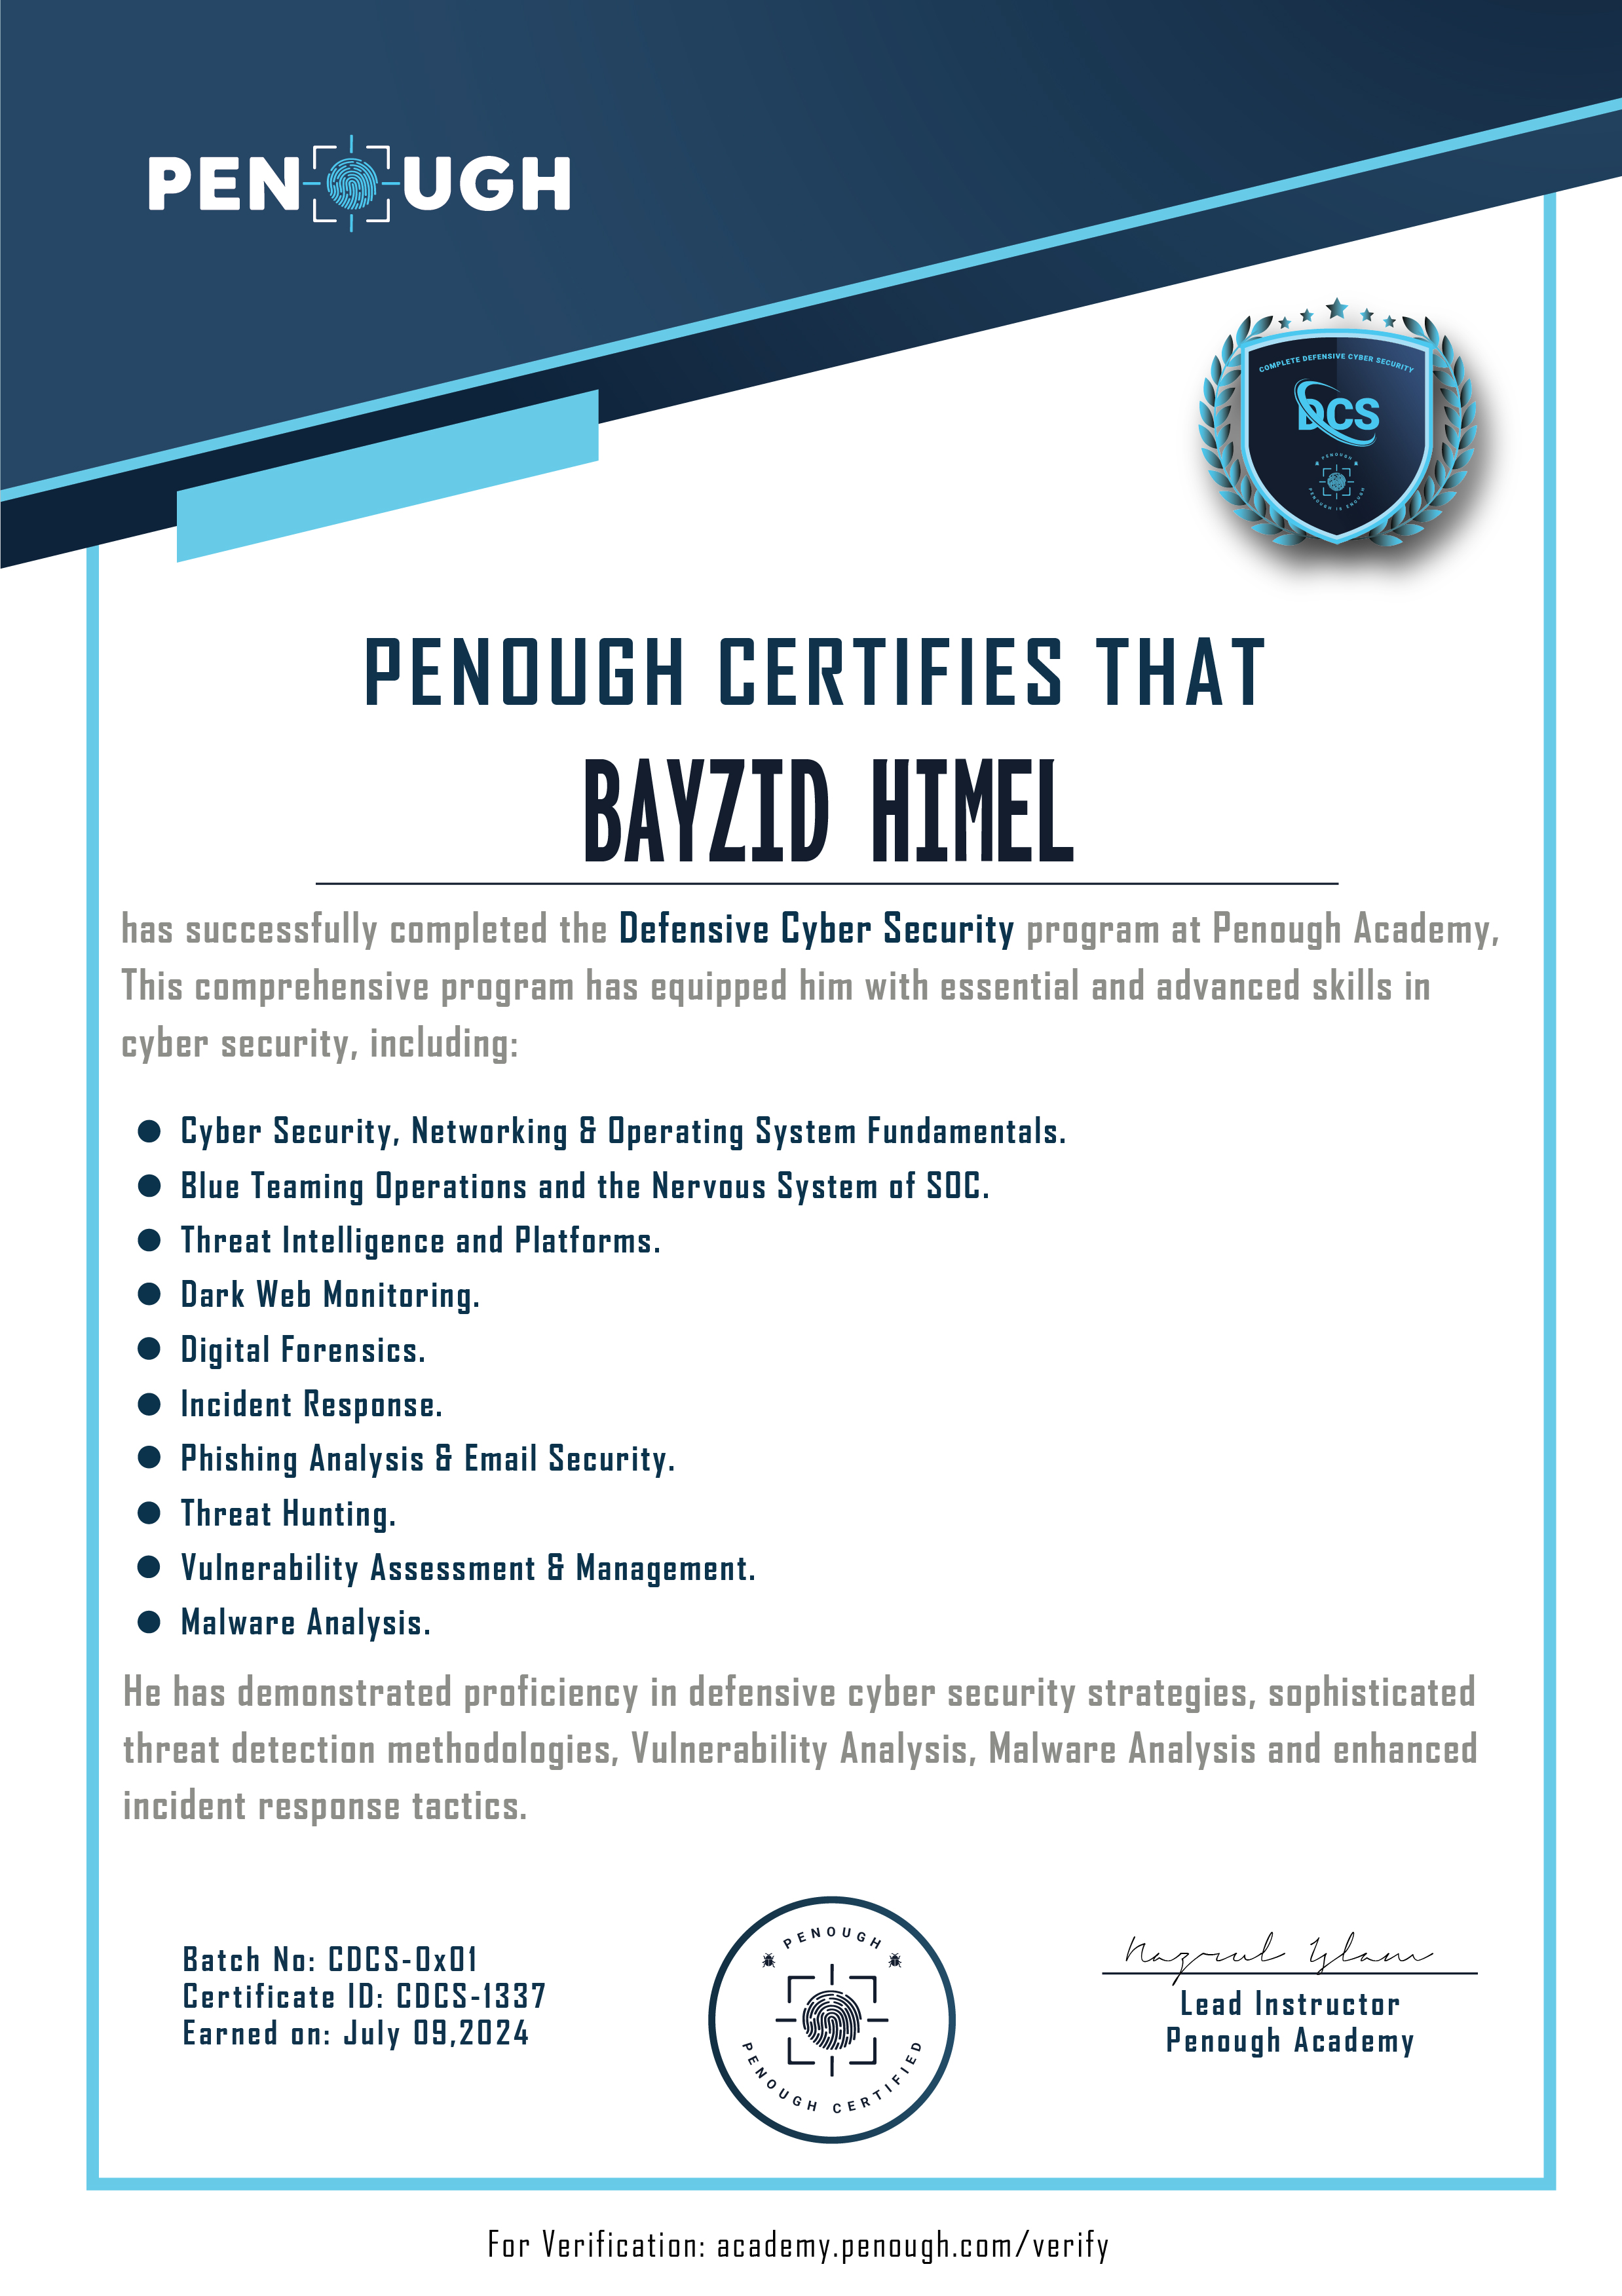 PENOUGH
COMPLETE DEFENSIVE CYBER SECURITY
DCS
PENOUGH
PENOUGH IS ENOUGH
PENOUGH CERTIFIES THAT
BAYZID HIMEL
has successfully completed the Defensive Cyber Security program at Penough Academy,
This comprehensive program has equipped him with essential and advanced skills in
cyber security, including:
● Cyber Security, Networking & Operating System Fundamentals.
● Blue Teaming Operations and the Nervous System of SOC.
● Threat Intelligence and Platforms.
● Dark Web Monitoring.
● Digital Forensics.
● Incident Response.
● Phishing Analysis & Email Security.
● Threat Hunting.
● Vulnerability Assessment & Management.
● Malware Analysis.
He has demonstrated proficiency in defensive cyber security strategies, sophisticated
threat detection methodologies, Vulnerability Analysis, Malware Analysis and enhanced
incident response tactics.
Batch No: CDCS-0x01
Certificate ID: CDCS-1337
Earned on: July 09,2024
PENOUGH
PENOUGH CERTIFIED
Nazrul Islam
Lead Instructor
Penough Academy
For Verification: academy.penough.com/verify